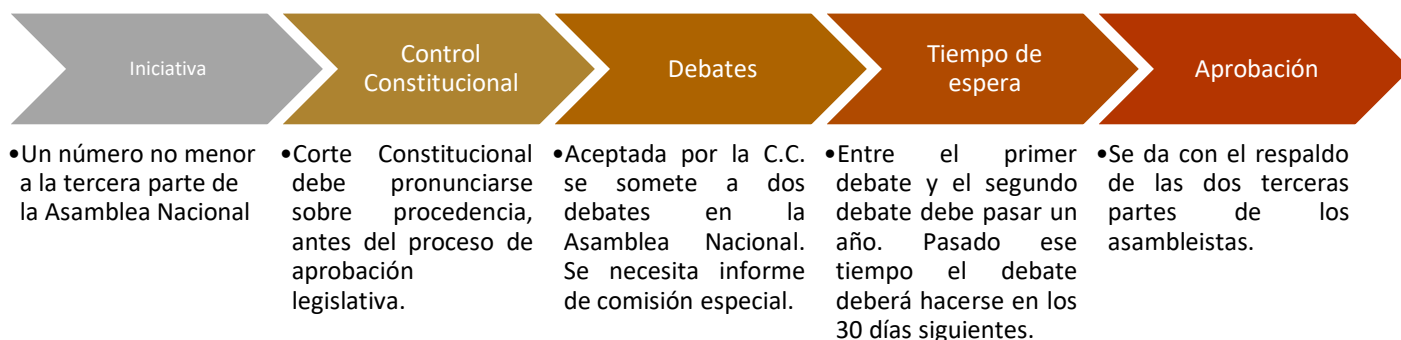 Iniciativa
Control
Constitucional
Debates
Tiempo de
espera
Aprobación
•Un número no menor
a la tercera parte de
la Asamblea Nacional
•Corte Constitucional
debe pronunciarse
sobre procedencia,
antes del proceso de
aprobación
legislativa.
•Aceptada por la C.C.
se somete a dos
debates en la
Asamblea Nacional.
Se necesita informe
de comisión especial.
•Entre el primer
debate y el segundo
debate debe pasar un
año. Pasado ese
tiempo el debate
deberá hacerse en los
30 días siguientes.
•Se da con el respaldo
de las dos terceras
partes de los
asambleistas.